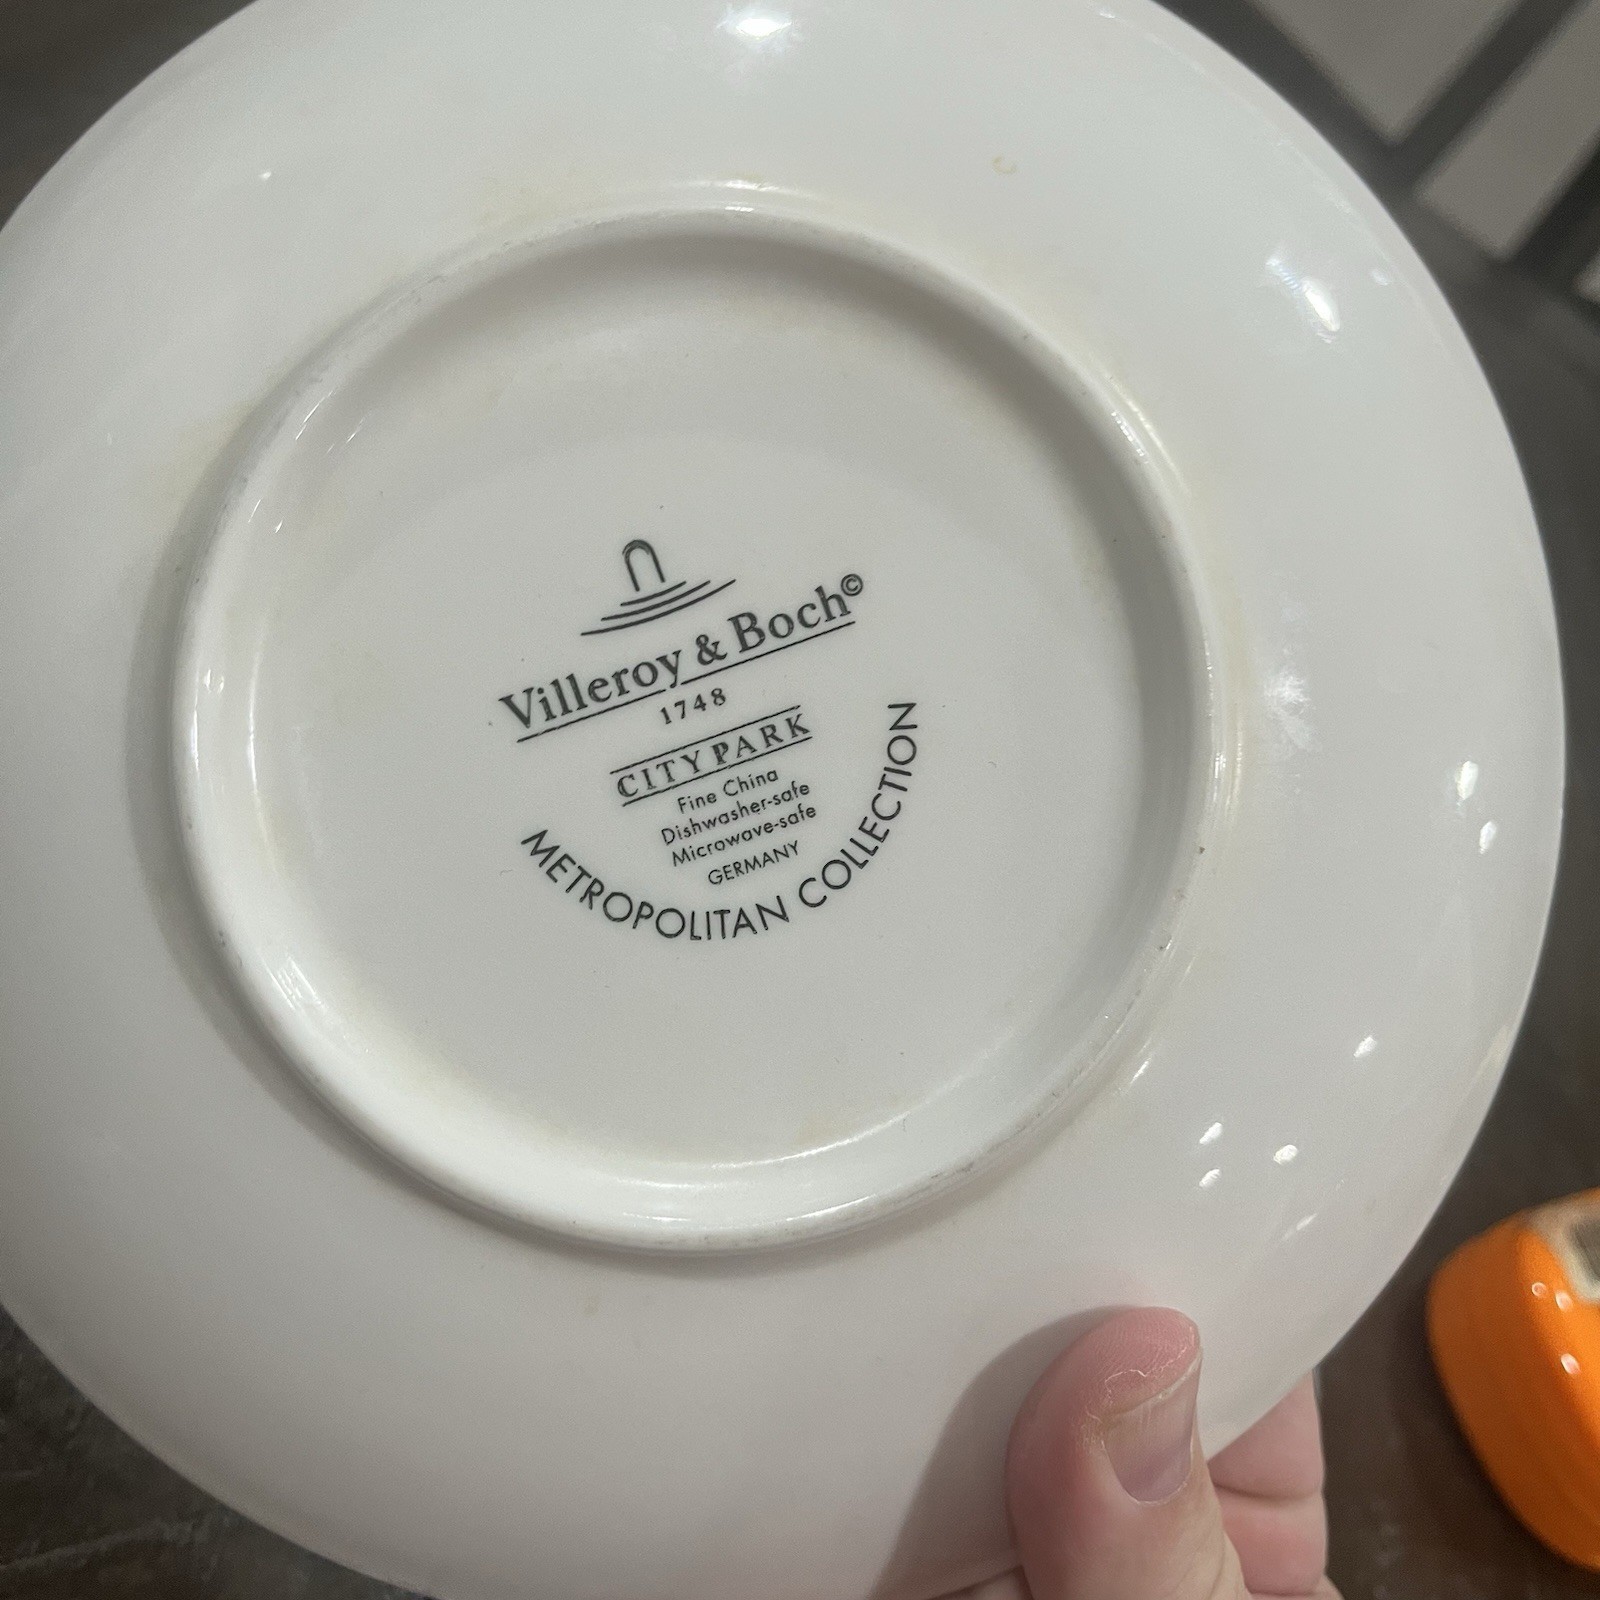 Villeroy & Boch©
1748
CITY PARK
Fine China
Dishwasher-safe
Microwave-safe
GERMANY
METROPOLITAN COLLECTION